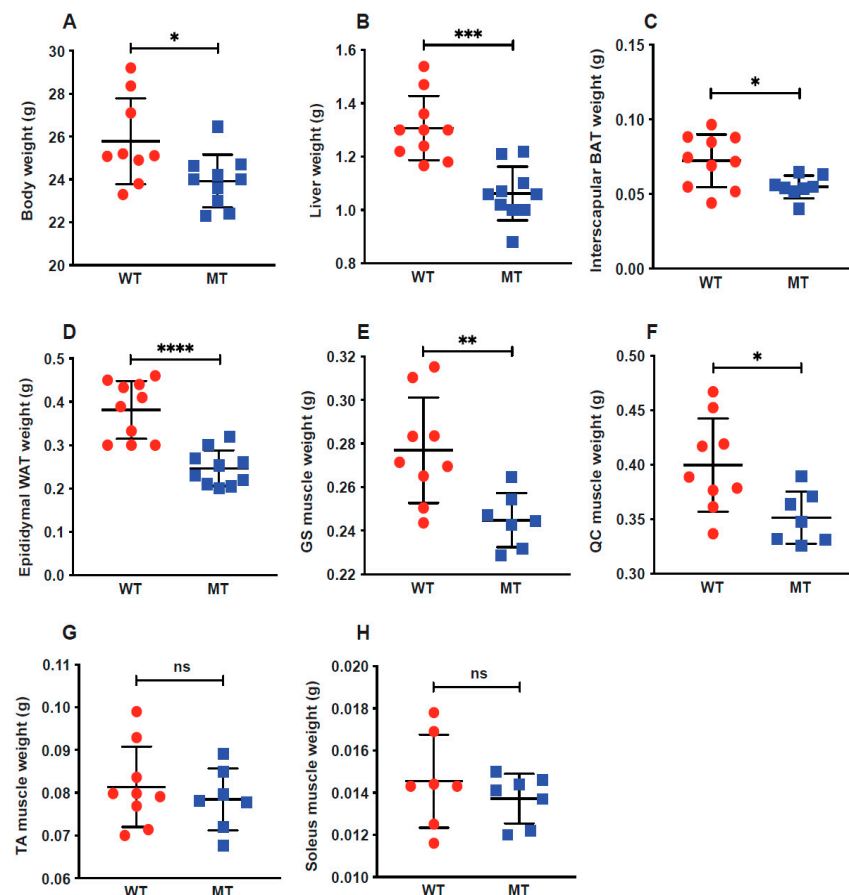 A
B
C
Body weight (g)
30
28
26
24
22
20
*
WT
MT
Liver weight (g)
1.6
1.4
1.2
1.0
0.8
***
WT
MT
Interscapular BAT weight (g)
0.15
0.10
0.05
0.00
*
WT
MT
D
E
F
Epididymal WAT weight (g)
0.5
0.4
0.3
0.2
0.1
0.0
****
WT
MT
GS muscle weight (g)
0.32
0.30
0.28
0.26
0.24
0.22
**
WT
MT
QC muscle weight (g)
0.50
0.45
0.40
0.35
0.30
*
WT
MT
G
H
TA muscle weight (g)
0.11
0.10
0.09
0.08
0.07
0.06
ns
WT
MT
Soleus muscle weight (g)
0.020
0.018
0.016
0.014
0.012
0.010
ns
WT
MT